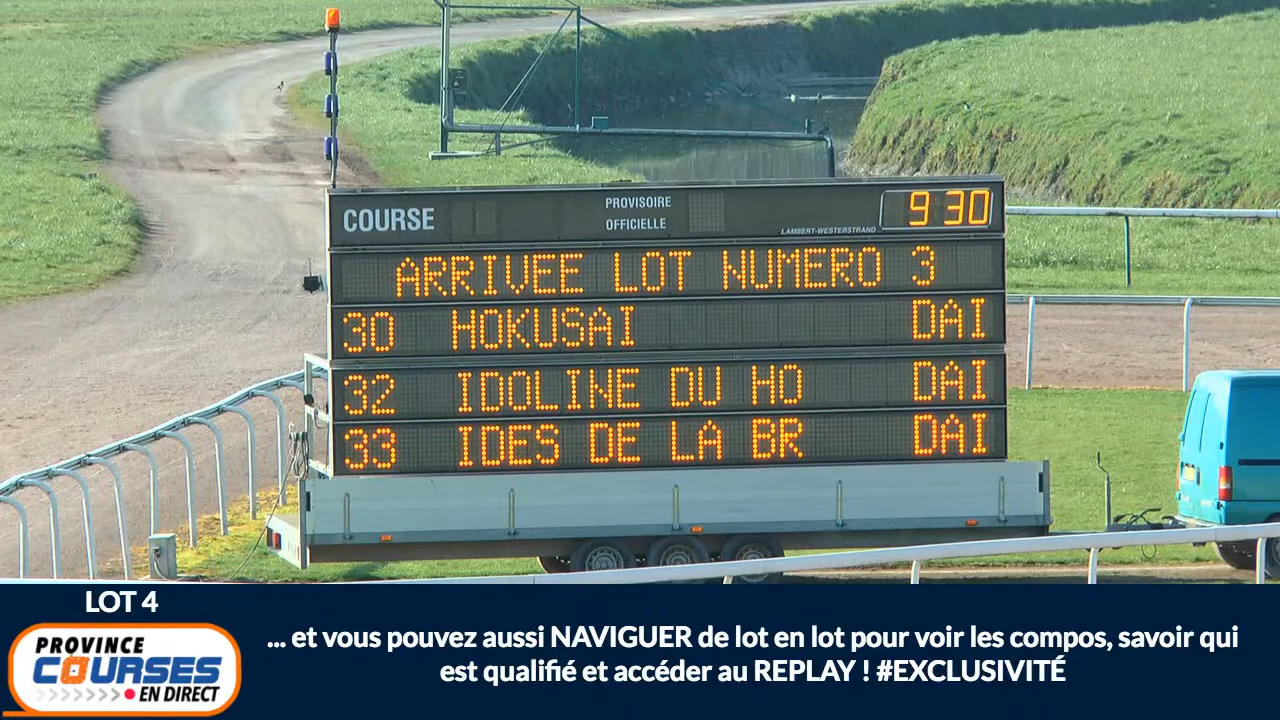 COURSE
PROVISOIRE
OFFICIELLE
LAMBERT-WESTERSTRAND
9 30
ARRIVEE LOT NUMERO 3
30 HOKUSAI DAI
32 IDOLINE DU HO DAI
33 IDES DE LA BR DAI
LOT 4
PROVINCE
COURSES
EN DIRECT
... et vous pouvez aussi NAVIGUER de lot en lot pour voir les compos, savoir qui
est qualifié et accéder au REPLAY ! #EXCLUSIVITÉ